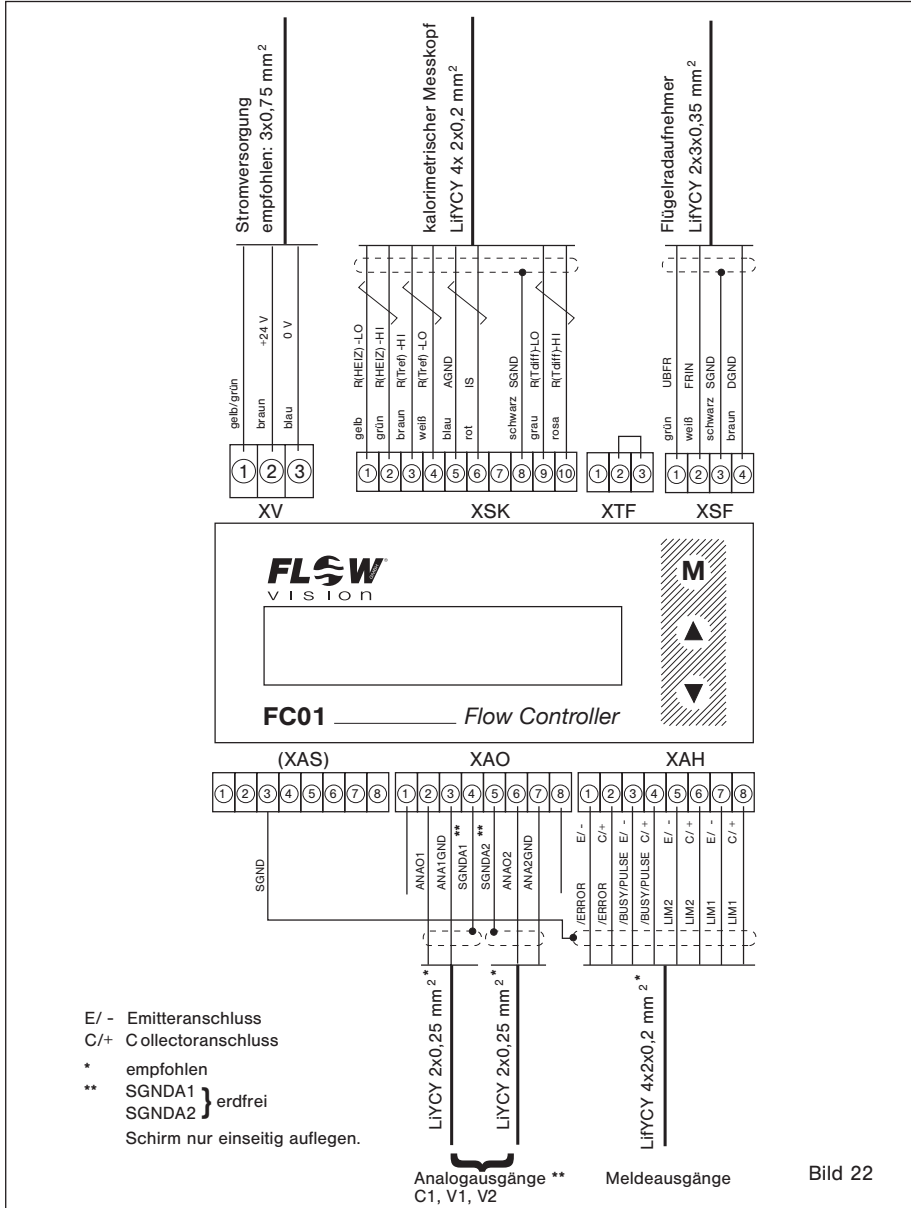 Stromversorgung
empfohlen: 3x0,75 mm²
kalorimetrischer Messkopf
LifYCY 4x 2x0,2 mm²
Flügelradaufnehmer
LifYCY 2x3x0,35 mm²
gelb/grün
braun +24 V
blau 0 V
gelb R(HEIZ) -LO
grün R(HEIZ) -HI
braun R(Tref) -HI
weiß R(Tref) -LO
blau AGND
rot IS
schwarz SGND
grau R(Tdiff)-LO
rosa R(Tdiff)-HI
grün UBFR
weiß FRIN
schwarz SGND
braun DGND
1 2 3
1 2 3 4 5 6 7 8 9 10
1 2 3
1 2 3 4
XV XSK XTF XSF
FLOW
vision
M
FC01 Flow Controller
(XAS) XAO XAH
1 2 3 4 5 6 7 8
1 2 3 4 5 6 7 8
1 2 3 4 5 6 7 8
SGND
ANAO1
ANA1GND
SGNDA1 **
SGNDA2 **
ANAO2
ANA2GND
/ERROR E/ -
/ERROR C/+
/BUSY/PULSE E/ -
/BUSY/PULSE C/+
LIM2 E/ -
LIM2 C/+
LIM1 E/ -
LIM1 C/+
LiYCY 2x0,25 mm² *
LiYCY 2x0,25 mm² *
LifYCY 4x2x0,2 mm² *
E/ - Emitteranschluss
C/+ Collectoranschluss
* empfohlen
** SGNDA1
SGNDA2 } erdfrei
Schirm nur einseitig auflegen.
Analogausgänge **
C1, V1, V2
Meldeausgänge
Bild 22